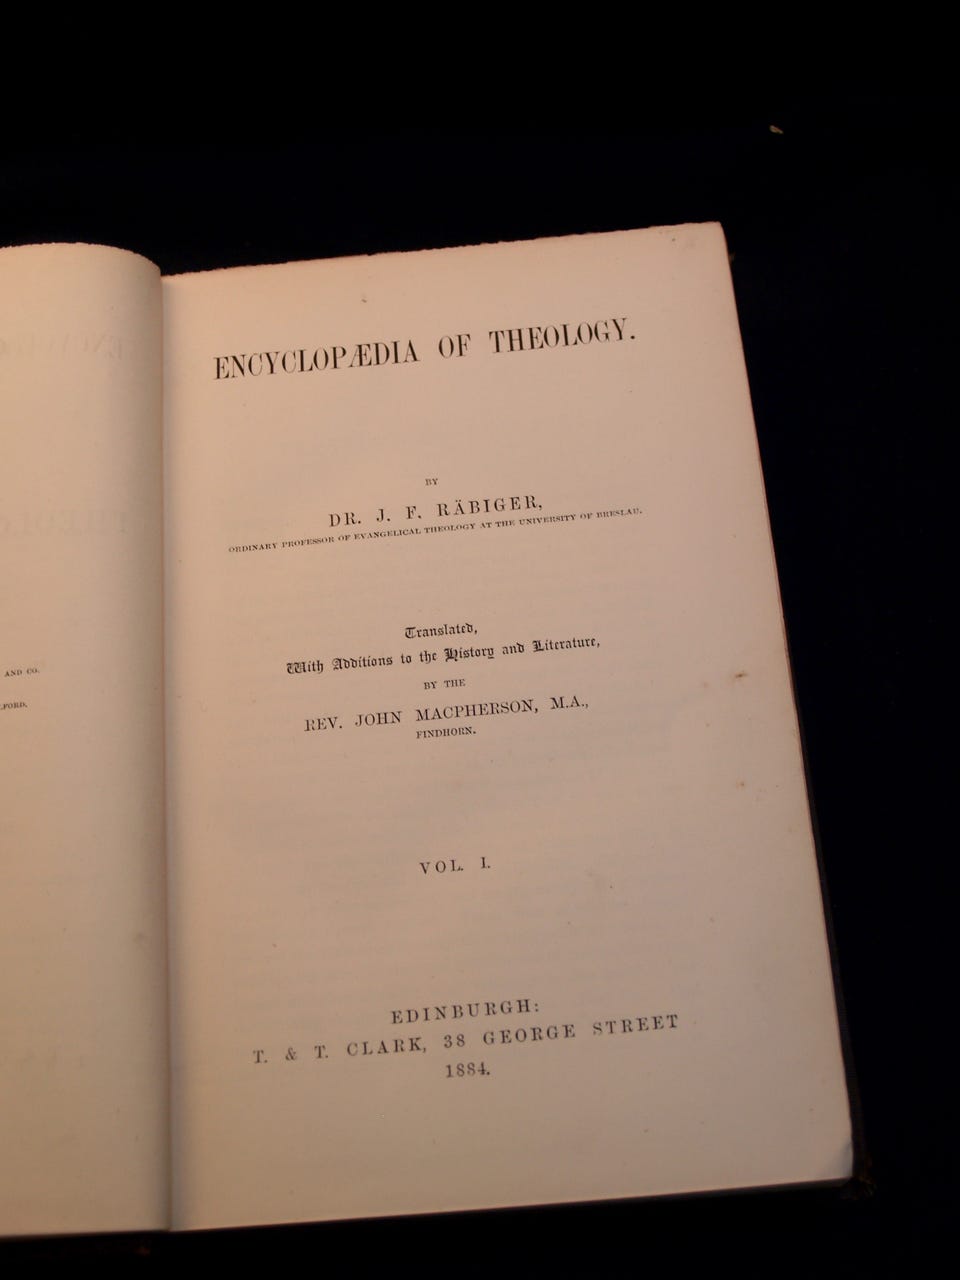 AND CO.
ENCYCLOPÆDIA OF THEOLOGY.
BY
DR. J. F. RÄBIGER,
ORDINARY PROFESSOR OF EVANGELICAL THEOLOGY AT THE UNIVERSITY OF BRESLAU.
Translated,
With Additions to the History and Literature,
BY THE
REV. JOHN MACPHERSON, M.A.,
FINDHORN.
VOL. I.
EDINBURGH:
T. & T. CLARK, 38 GEORGE STREET
1884.